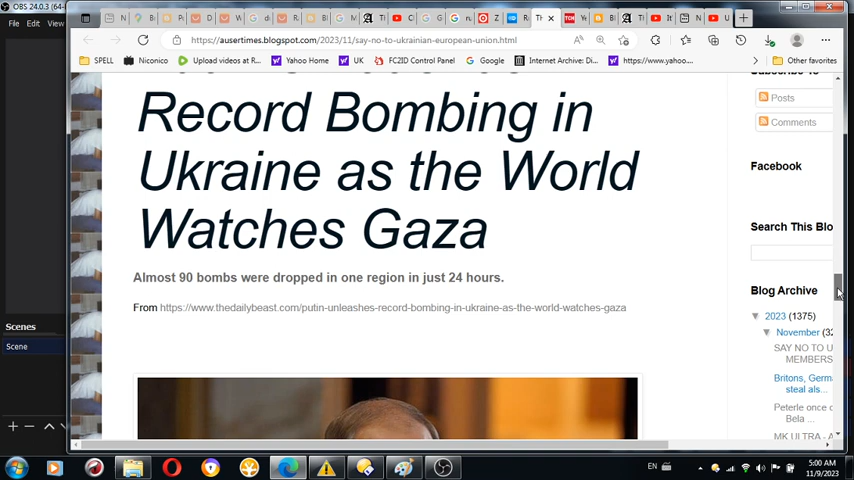 OBS 24.0.3 (64-
File Edit View
https://ausertimes.blogspot.com/2023/11/say-no-to-ukrainian-european-union.html
SPELL Niconico Upload videos at R... Yahoo Home UK FC2ID Control Panel Google Internet Archive: Di... https://www.yahoo.... Other favorites
Subscribe To
Record Bombing in
Ukraine as the World
Watches Gaza
Almost 90 bombs were dropped in one region in just 24 hours.
From https://www.thedailybeast.com/putin-unleashes-record-bombing-in-ukraine-as-the-world-watches-gaza
Posts
Comments
Facebook
Search This Blo
Blog Archive
2023 (1375)
November (32
SAY NO TO U
MEMBERS
Britons, Germ
steal als...
Peterle once o
Bela ...
MK ULTRA - A
Scenes
Scene
EN
5:00 AM
11/9/2023